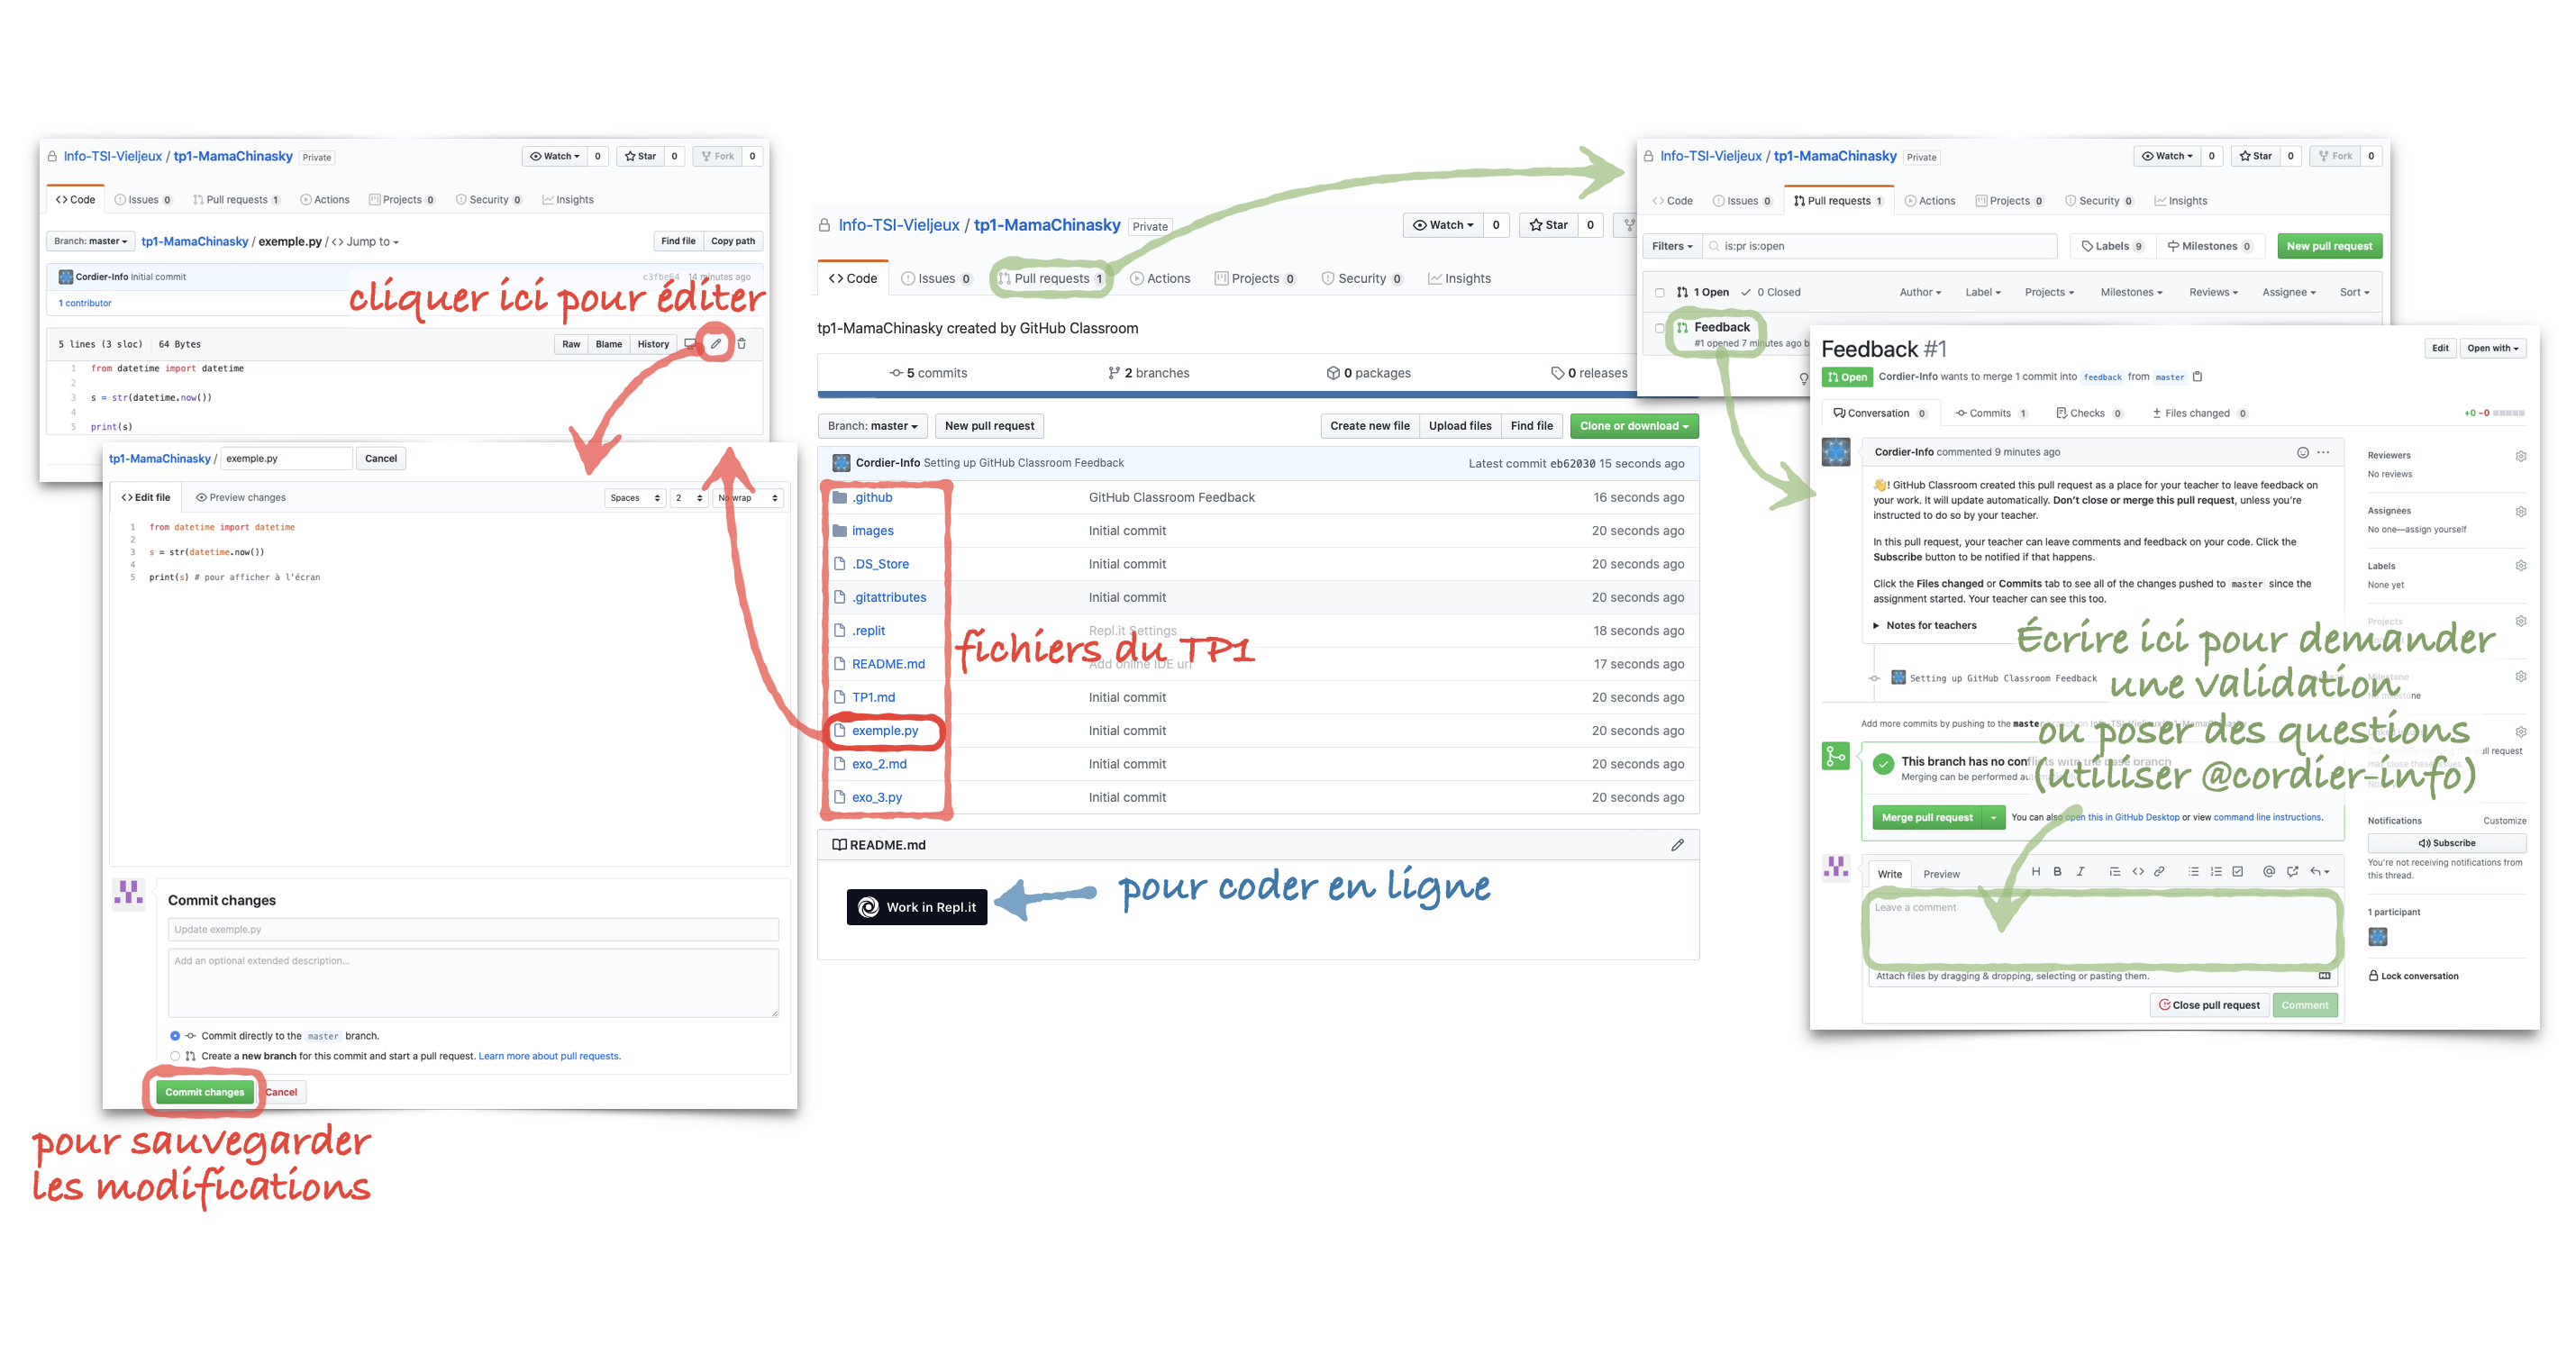 Info-TSI-Vieljeux / tp1-MamaChinasky Private
Watch 0 Star 0 Fork 0
Code Issues 0 Pull requests 1 Actions Projects 0 Security 0 Insights
Branch: master tp1-MamaChinasky / exemple.py / Jump to Find file Copy path
Cordier-Info Initial commit c3fbe64 14 minutes ago
1 contributor
cliquer ici pour éditer
5 lines (3 sloc) 64 Bytes Raw Blame History
1 from datetime import datetime
2
3 s = str(datetime.now())
4
5 print(s)
tp1-MamaChinasky / exemple.py Cancel
Edit file Preview changes Spaces 2 No wrap
1 from datetime import datetime
2
3 s = str(datetime.now())
4
5 print(s) # pour afficher à l'écran
Commit changes
Update exemple.py
Add an optional extended description...
Commit directly to the master branch.
Create a new branch for this commit and start a pull request. Learn more about pull requests.
Commit changes Cancel
pour sauvegarder
les modifications
Info-TSI-Vieljeux / tp1-MamaChinasky Private
Watch 0 Star 0
Code Issues 0 Pull requests 1 Actions Projects 0 Security 0 Insights
tp1-MamaChinasky created by GitHub Classroom
5 commits 2 branches 0 packages 0 releases
Branch: master New pull request Create new file Upload files Find file Clone or download
Cordier-Info Setting up GitHub Classroom Feedback Latest commit eb62030 15 seconds ago
.github GitHub Classroom Feedback 16 seconds ago
images Initial commit 20 seconds ago
.DS_Store Initial commit 20 seconds ago
.gitattributes Initial commit 20 seconds ago
.replit Repl.it Settings 18 seconds ago
README.md Add online IDE url 17 seconds ago
fichiers du TP1
TP1.md Initial commit 20 seconds ago
exemple.py Initial commit 20 seconds ago
exo_2.md Initial commit 20 seconds ago
exo_3.py Initial commit 20 seconds ago
README.md
Work in Repl.it
pour coder en ligne
Info-TSI-Vieljeux / tp1-MamaChinasky Private
Watch 0 Star 0 Fork 0
Code Issues 0 Pull requests 1 Actions Projects 0 Security 0 Insights
Filters is:pr is:open Labels 9 Milestones 0 New pull request
1 Open 0 Closed Author Label Projects Milestones Reviews Assignee Sort
Feedback
#1 opened 7 minutes ago b
Feedback #1 Edit Open with
Open Cordier-Info wants to merge 1 commit into feedback from master
Conversation 0 Commits 1 Checks 0 Files changed 0 +0 −0
Cordier-Info commented 9 minutes ago
👋! GitHub Classroom created this pull request as a place for your teacher to leave feedback on
your work. It will update automatically. Don't close or merge this pull request, unless you're
instructed to do so by your teacher.
In this pull request, your teacher can leave comments and feedback on your code. Click the
Subscribe button to be notified if that happens.
Click the Files changed or Commits tab to see all of the changes pushed to master since the
assignment started. Your teacher can see this too.
Notes for teachers
Setting up GitHub Classroom Feedback
Écrire ici pour demander
une validation
ou poser des questions
(utiliser @cordier-info)
Add more commits by pushing to the master
This branch has no conflicts with the base branch
Merging can be performed
Merge pull request You can also open this in GitHub Desktop or view command line instructions.
Write Preview
Leave a comment
Attach files by dragging & dropping, selecting or pasting them.
Close pull request Comment
Reviewers
No reviews
Assignees
No one—assign yourself
Labels
None yet
Projects
Milestone
No milestone
Notifications Customize
Subscribe
You're not receiving notifications from
this thread.
1 participant
Lock conversation